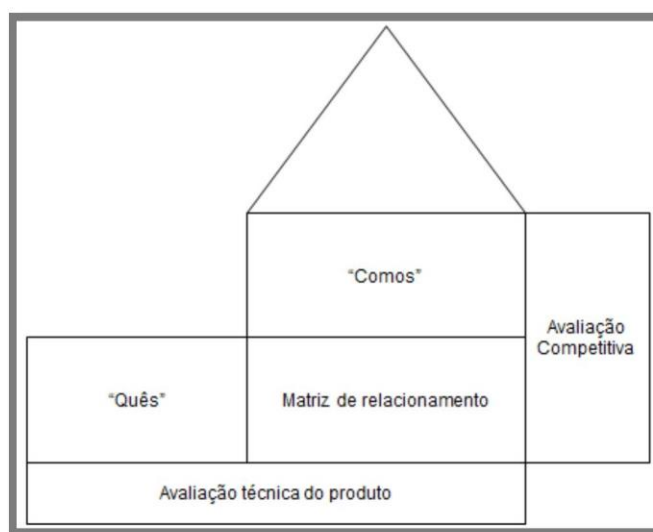 “Comos”
Avaliação
Competitiva
“Quês”
Matriz de relacionamento
Avaliação técnica do produto